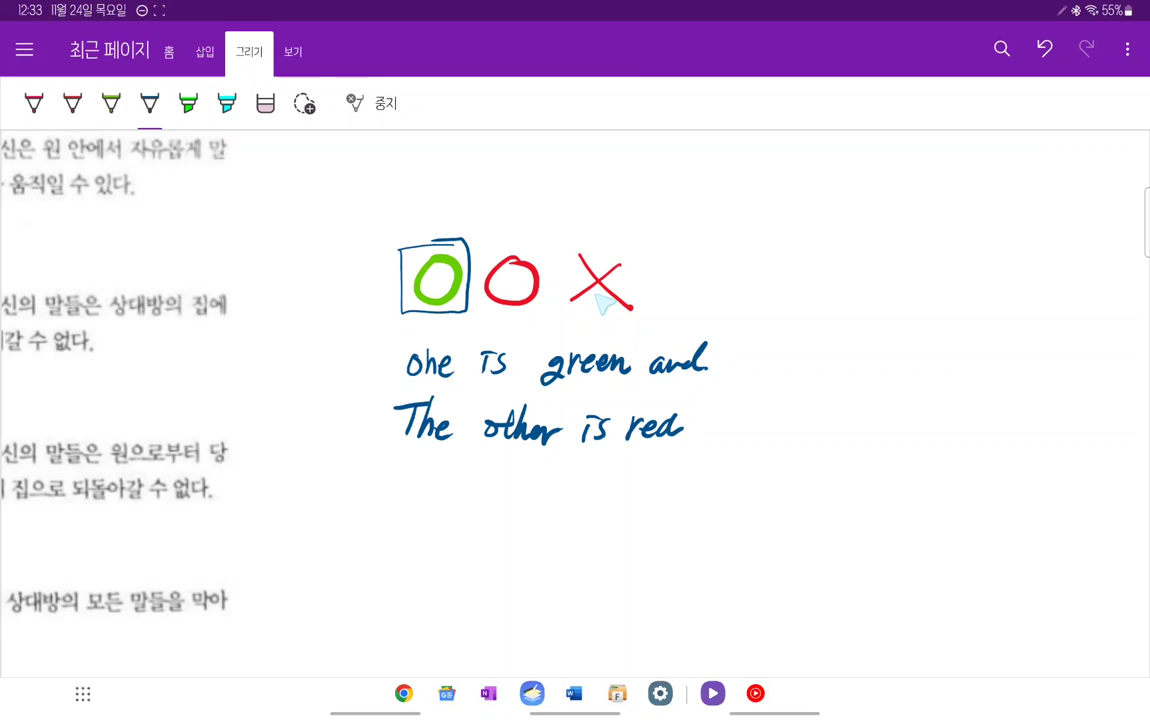 12:33 11월 24일 목요일
55%
최근 페이지 홈 삽입 그리기 보기
중지
신은 원 안에서 자유롭게 말
움직일 수 있다.
신의 말들은 상대방의 집에
갈 수 없다.
신의 말들은 원으로부터 당
집으로 되돌아갈 수 없다.
상대방의 모든 말들을 막아
O O X
one is green and
The other is red